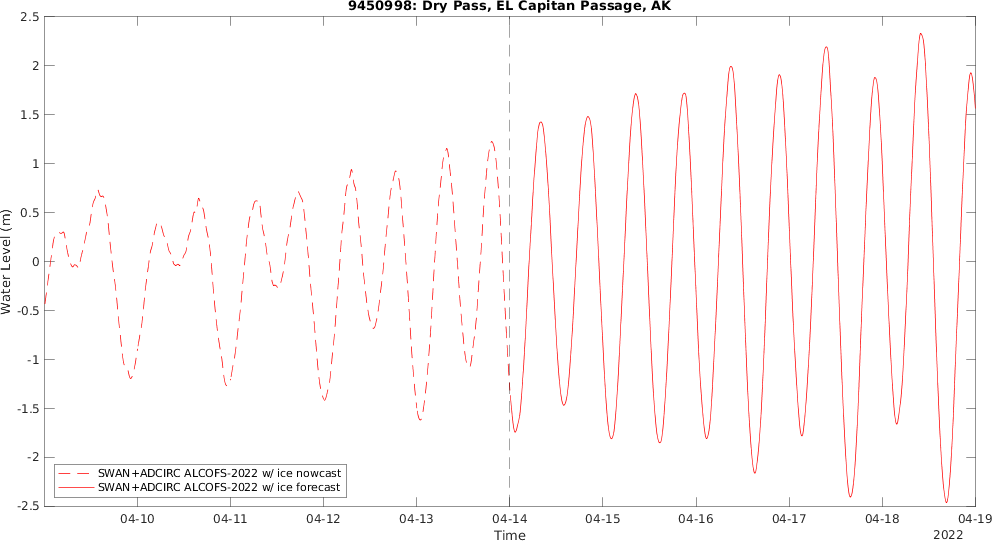 9450998: Dry Pass, EL Capitan Passage, AK
2.5
2
1.5
1
0.5
0
-0.5
-1
-1.5
-2
-2.5
Water Level (m)
SWAN+ADCIRC ALCOFS-2022 w/ ice nowcast
SWAN+ADCIRC ALCOFS-2022 w/ ice forecast
04-10 04-11 04-12 04-13 04-14 04-15 04-16 04-17 04-18 04-19
Time
2022